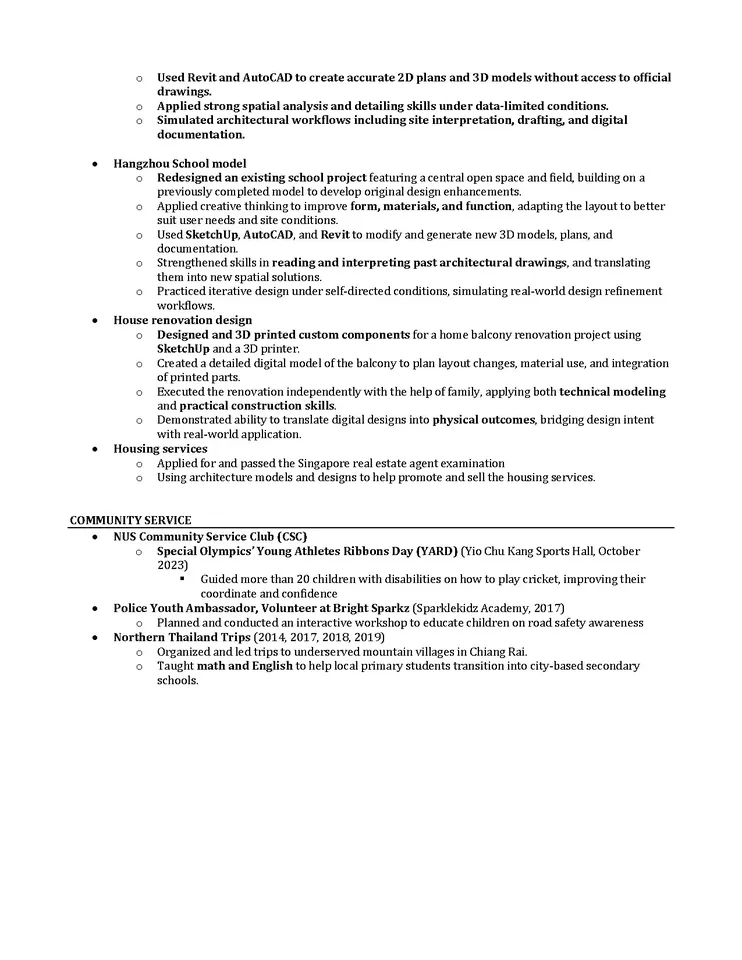 o Used Revit and AutoCAD to create accurate 2D plans and 3D models without access to official
drawings.
o Applied strong spatial analysis and detailing skills under data-limited conditions.
o Simulated architectural workflows including site interpretation, drafting, and digital
documentation.
• Hangzhou School model
o Redesigned an existing school project featuring a central open space and field, building on a
previously completed model to develop original design enhancements.
o Applied creative thinking to improve form, materials, and function, adapting the layout to better
suit user needs and site conditions.
o Used SketchUp, AutoCAD, and Revit to modify and generate new 3D models, plans, and
documentation.
o Strengthened skills in reading and interpreting past architectural drawings, and translating
them into new spatial solutions.
o Practiced iterative design under self-directed conditions, simulating real-world design refinement
workflows.
• House renovation design
o Designed and 3D printed custom components for a home balcony renovation project using
SketchUp and a 3D printer.
o Created a detailed digital model of the balcony to plan layout changes, material use, and integration
of printed parts.
o Executed the renovation independently with the help of family, applying both technical modeling
and practical construction skills.
o Demonstrated ability to translate digital designs into physical outcomes, bridging design intent
with real-world application.
• Housing services
o Applied for and passed the Singapore real estate agent examination
o Using architecture models and designs to help promote and sell the housing services.
COMMUNITY SERVICE
• NUS Community Service Club (CSC)
o Special Olympics’ Young Athletes Ribbons Day (YARD) (Yio Chu Kang Sports Hall, October
2023)
▪ Guided more than 20 children with disabilities on how to play cricket, improving their
coordinate and confidence
• Police Youth Ambassador, Volunteer at Bright Sparkz (Sparklekidz Academy, 2017)
o Planned and conducted an interactive workshop to educate children on road safety awareness
• Northern Thailand Trips (2014, 2017, 2018, 2019)
o Organized and led trips to underserved mountain villages in Chiang Rai.
o Taught math and English to help local primary students transition into city-based secondary
schools.